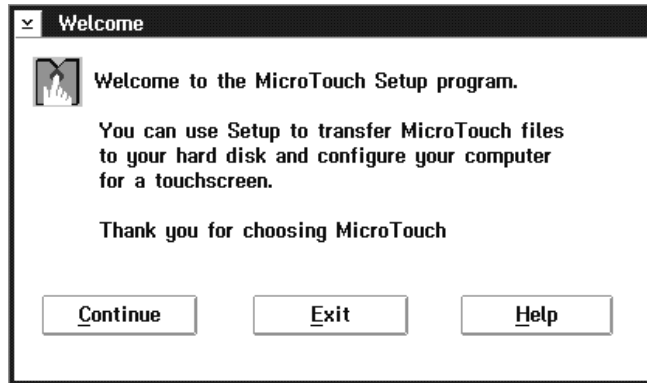 Welcome
Welcome to the MicroTouch Setup program.
You can use Setup to transfer MicroTouch files
to your hard disk and configure your computer
for a touchscreen.
Thank you for choosing MicroTouch
Continue Exit Help